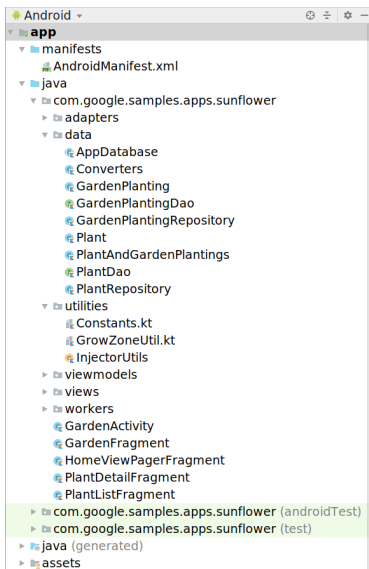 Android
app
manifests
AndroidManifest.xml
java
com.google.samples.apps.sunflower
adapters
data
AppDatabase
Converters
GardenPlanting
GardenPlantingDao
GardenPlantingRepository
Plant
PlantAndGardenPlantings
PlantDao
PlantRepository
utilities
Constants.kt
GrowZoneUtil.kt
InjectorUtils
viewmodels
views
workers
GardenActivity
GardenFragment
HomeViewPagerFragment
PlantDetailFragment
PlantListFragment
com.google.samples.apps.sunflower (androidTest)
com.google.samples.apps.sunflower (test)
java (generated)
assets